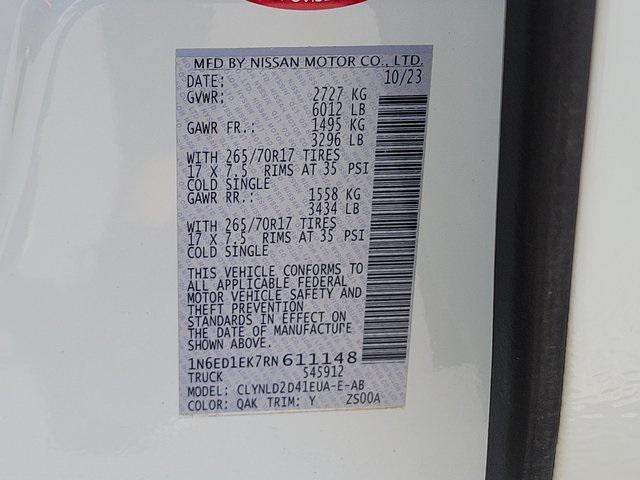 MFD BY NISSAN MOTOR CO., LTD.
DATE: 10/23
GVWR: 2727 KG
6012 LB
GAWR FR.: 1495 KG
3296 LB
WITH 265/70R17 TIRES
17 X 7.5 RIMS AT 35 PSI
COLD SINGLE
GAWR RR.: 1558 KG
3434 LB
WITH 265/70R17 TIRES
17 X 7.5 RIMS AT 35 PSI
COLD SINGLE
THIS VEHICLE CONFORMS TO
ALL APPLICABLE FEDERAL
MOTOR VEHICLE SAFETY AND
THEFT PREVENTION
STANDARDS IN EFFECT ON
THE DATE OF MANUFACTURE
SHOWN ABOVE.
1N6ED1EK7RN611148
TRUCK 545912
MODEL: CLYNLD2D41EUA-E-AB
COLOR: QAK TRIM: Y ZS00A